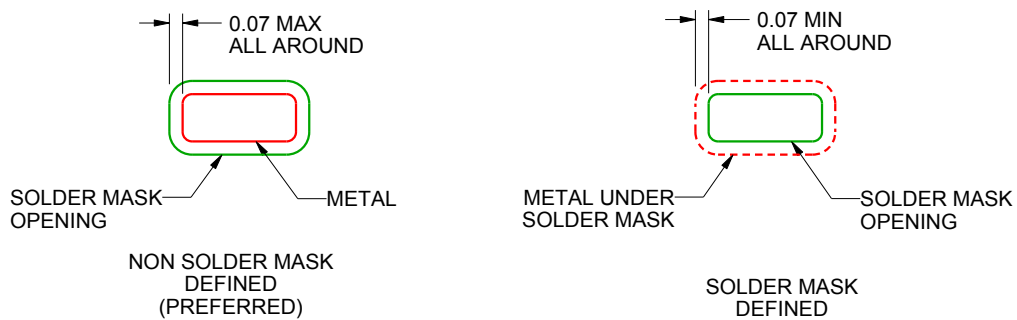 0.07 MAX
ALL AROUND
SOLDER MASK
OPENING
METAL
NON SOLDER MASK
DEFINED
(PREFERRED)
0.07 MIN
ALL AROUND
METAL UNDER
SOLDER MASK
SOLDER MASK
OPENING
SOLDER MASK
DEFINED